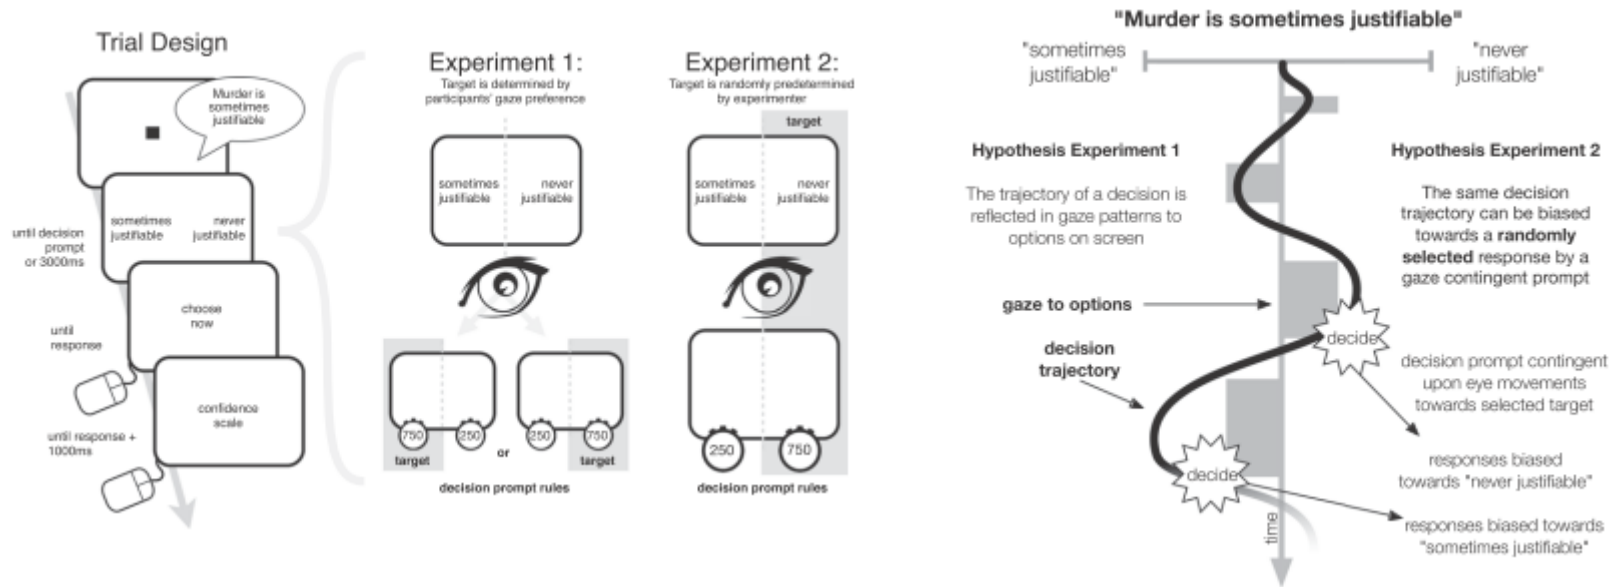 Trial Design
Murder is
sometimes
justifiable
sometimes
justifiable
never
justifiable
until decision
prompt
or 3000ms
choose
now
until
response
confidence
scale
until response +
1000ms
Experiment 1:
Target is determined by
participants' gaze preference
sometimes
justifiable
never
justifiable
750
250
target
or
250
750
target
decision prompt rules
Experiment 2:
Target is randomly predetermined
by experimenter
target
sometimes
justifiable
never
justifiable
250
750
decision prompt rules
"Murder is sometimes justifiable"
"sometimes
justifiable"
"never
justifiable"
Hypothesis Experiment 1
The trajectory of a decision is
reflected in gaze patterns to
options on screen
gaze to options
decision
trajectory
Hypothesis Experiment 2
The same decision
trajectory can be biased
towards a randomly
selected response by a
gaze contingent prompt
decide
decision prompt contingent
upon eye movements
towards selected target
responses biased
towards "never justifiable"
decide
responses biased towards
"sometimes justifiable"
time